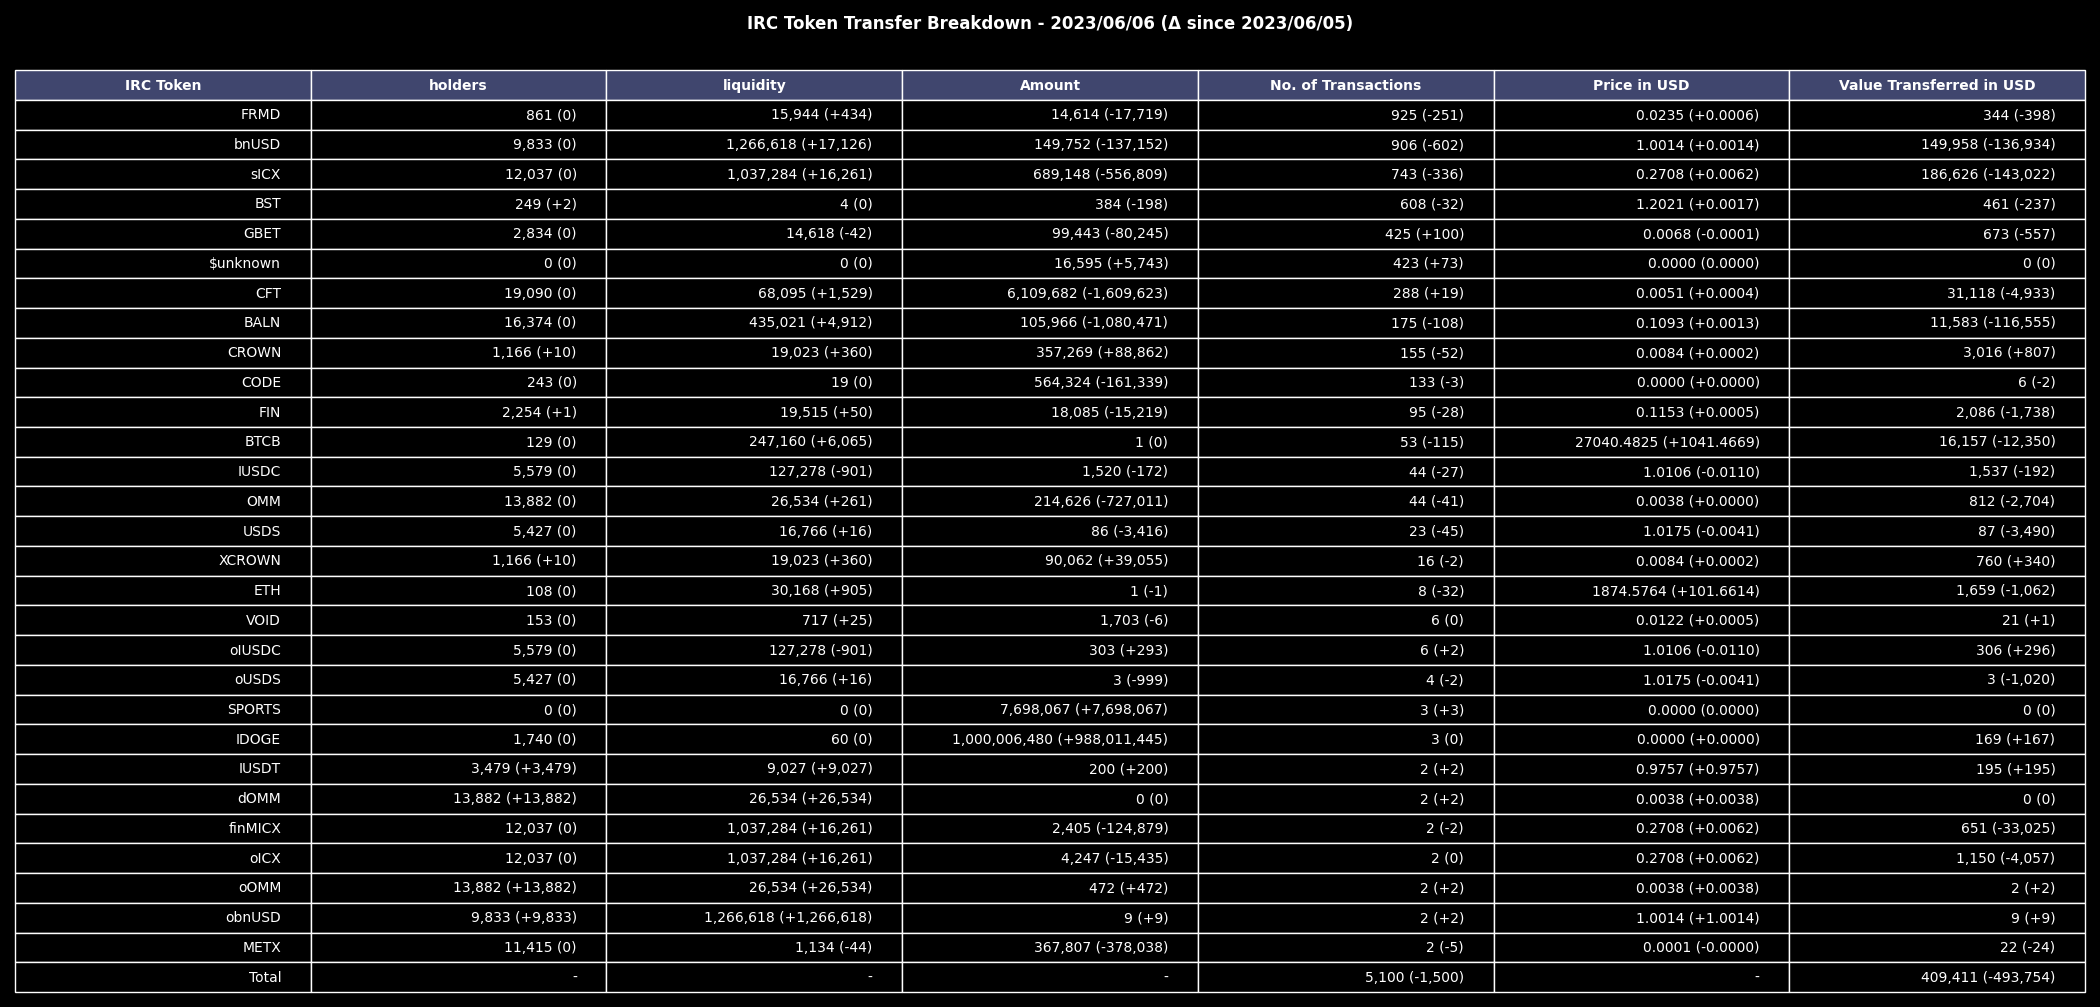 IRC Token Transfer Breakdown - 2023/06/06 (Δ since 2023/06/05)
IRC Token holders liquidity Amount No. of Transactions Price in USD Value Transferred in USD
FRMD 861 (0) 15,944 (+434) 14,614 (-17,719) 925 (-251) 0.0235 (+0.0006) 344 (-398)
bnUSD 9,833 (0) 1,266,618 (+17,126) 149,752 (-137,152) 906 (-602) 1.0014 (+0.0014) 149,958 (-136,934)
sICX 12,037 (0) 1,037,284 (+16,261) 689,148 (-556,809) 743 (-336) 0.2708 (+0.0062) 186,626 (-143,022)
BST 249 (+2) 4 (0) 384 (-198) 608 (-32) 1.2021 (+0.0017) 461 (-237)
GBET 2,834 (0) 14,618 (-42) 99,443 (-80,245) 425 (+100) 0.0068 (-0.0001) 673 (-557)
$unknown 0 (0) 0 (0) 16,595 (+5,743) 423 (+73) 0.0000 (0.0000) 0 (0)
CFT 19,090 (0) 68,095 (+1,529) 6,109,682 (-1,609,623) 288 (+19) 0.0051 (+0.0004) 31,118 (-4,933)
BALN 16,374 (0) 435,021 (+4,912) 105,966 (-1,080,471) 175 (-108) 0.1093 (+0.0013) 11,583 (-116,555)
CROWN 1,166 (+10) 19,023 (+360) 357,269 (+88,862) 155 (-52) 0.0084 (+0.0002) 3,016 (+807)
CODE 243 (0) 19 (0) 564,324 (-161,339) 133 (-3) 0.0000 (+0.0000) 6 (-2)
FIN 2,254 (+1) 19,515 (+50) 18,085 (-15,219) 95 (-28) 0.1153 (+0.0005) 2,086 (-1,738)
BTCB 129 (0) 247,160 (+6,065) 1 (0) 53 (-115) 27040.4825 (+1041.4669) 16,157 (-12,350)
IUSDC 5,579 (0) 127,278 (-901) 1,520 (-172) 44 (-27) 1.0106 (-0.0110) 1,537 (-192)
OMM 13,882 (0) 26,534 (+261) 214,626 (-727,011) 44 (-41) 0.0038 (+0.0000) 812 (-2,704)
USDS 5,427 (0) 16,766 (+16) 86 (-3,416) 23 (-45) 1.0175 (-0.0041) 87 (-3,490)
XCROWN 1,166 (+10) 19,023 (+360) 90,062 (+39,055) 16 (-2) 0.0084 (+0.0002) 760 (+340)
ETH 108 (0) 30,168 (+905) 1 (-1) 8 (-32) 1874.5764 (+101.6614) 1,659 (-1,062)
VOID 153 (0) 717 (+25) 1,703 (-6) 6 (0) 0.0122 (+0.0005) 21 (+1)
oIUSDC 5,579 (0) 127,278 (-901) 303 (+293) 6 (+2) 1.0106 (-0.0110) 306 (+296)
oUSDS 5,427 (0) 16,766 (+16) 3 (-999) 4 (-2) 1.0175 (-0.0041) 3 (-1,020)
SPORTS 0 (0) 0 (0) 7,698,067 (+7,698,067) 3 (+3) 0.0000 (0.0000) 0 (0)
IDOGE 1,740 (0) 60 (0) 1,000,006,480 (+988,011,445) 3 (0) 0.0000 (+0.0000) 169 (+167)
IUSDT 3,479 (+3,479) 9,027 (+9,027) 200 (+200) 2 (+2) 0.9757 (+0.9757) 195 (+195)
dOMM 13,882 (+13,882) 26,534 (+26,534) 0 (0) 2 (+2) 0.0038 (+0.0038) 0 (0)
finMICX 12,037 (0) 1,037,284 (+16,261) 2,405 (-124,879) 2 (-2) 0.2708 (+0.0062) 651 (-33,025)
oICX 12,037 (0) 1,037,284 (+16,261) 4,247 (-15,435) 2 (0) 0.2708 (+0.0062) 1,150 (-4,057)
oOMM 13,882 (+13,882) 26,534 (+26,534) 472 (+472) 2 (+2) 0.0038 (+0.0038) 2 (+2)
obnUSD 9,833 (+9,833) 1,266,618 (+1,266,618) 9 (+9) 2 (+2) 1.0014 (+1.0014) 9 (+9)
METX 11,415 (0) 1,134 (-44) 367,807 (-378,038) 2 (-5) 0.0001 (-0.0000) 22 (-24)
Total - - - 5,100 (-1,500) - 409,411 (-493,754)